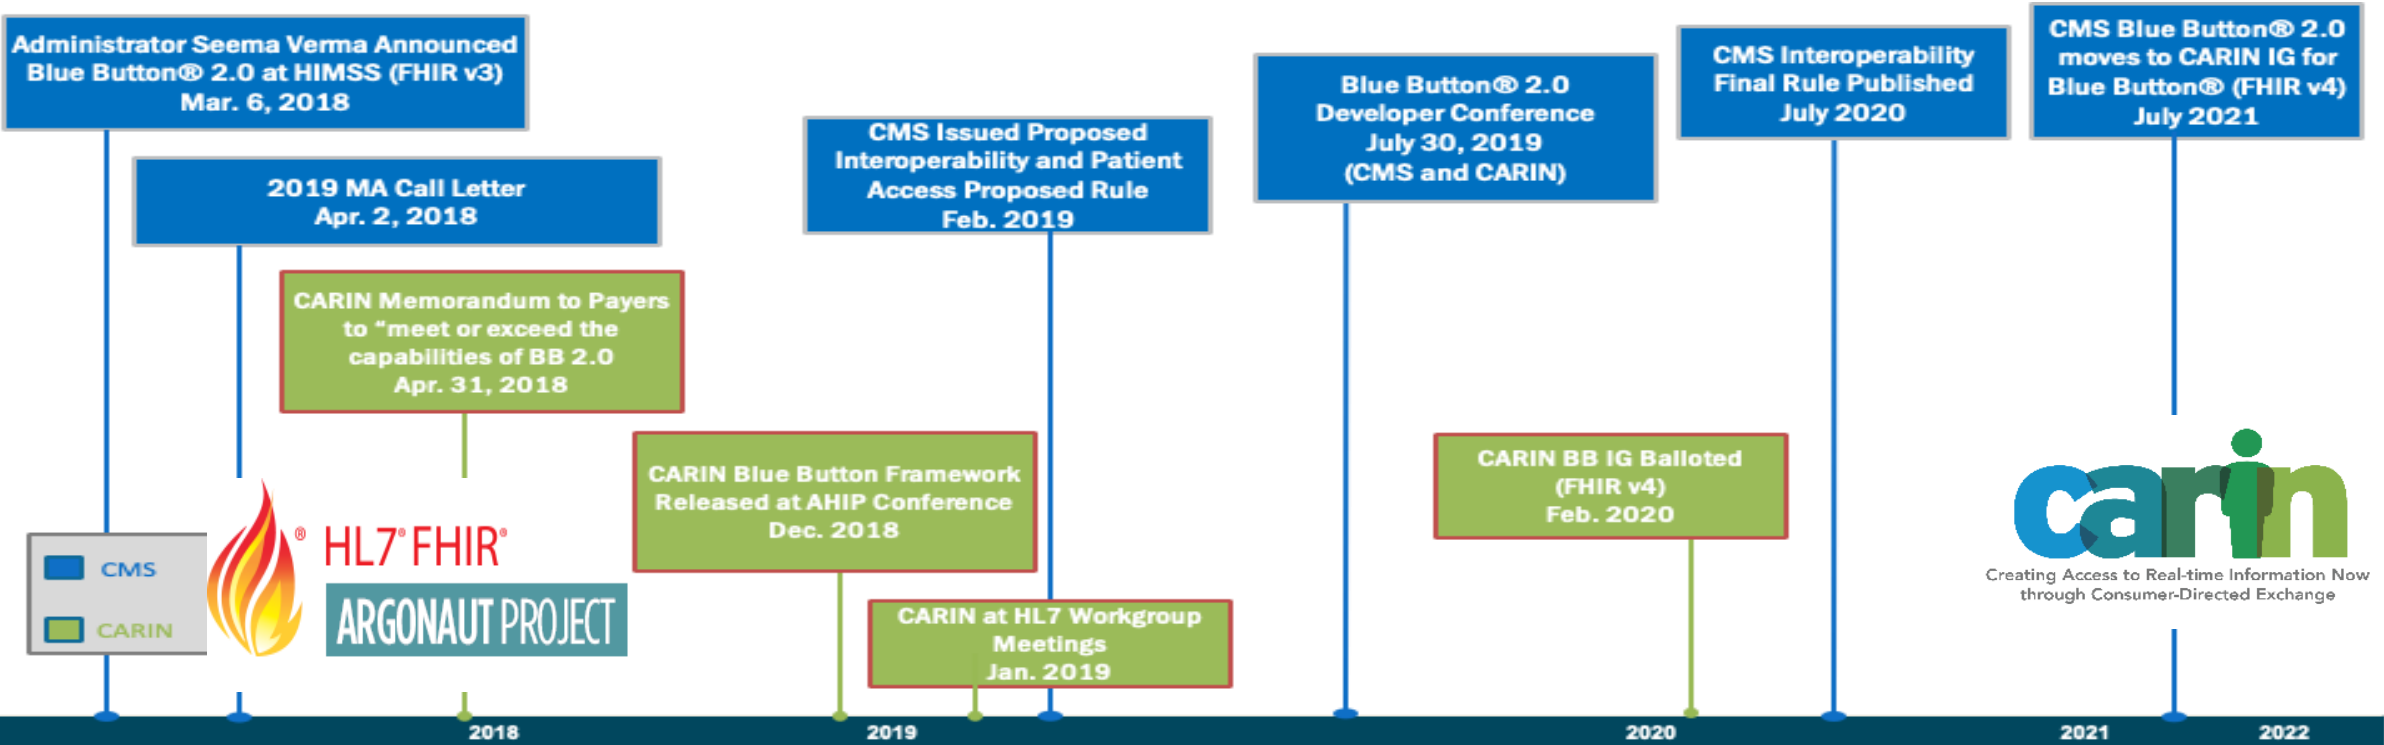 Administrator Seema Verma Announced
Blue Button® 2.0 at HIMSS (FHIR v3)
Mar. 6, 2018
2019 MA Call Letter
Apr. 2, 2018
CARIN Memorandum to Payers
to “meet or exceed the
capabilities of BB 2.0
Apr. 31, 2018
CARIN Blue Button Framework
Released at AHIP Conference
Dec. 2018
CMS Issued Proposed
Interoperability and Patient
Access Proposed Rule
Feb. 2019
CARIN at HL7 Workgroup
Meetings
Jan. 2019
Blue Button® 2.0
Developer Conference
July 30, 2019
(CMS and CARIN)
CARIN BB IG Balloted
(FHIR v4)
Feb. 2020
CMS Interoperability
Final Rule Published
July 2020
CMS Blue Button® 2.0
moves to CARIN IG for
Blue Button® (FHIR v4)
July 2021
CMS
CARIN
® HL7® FHIR®
ARGONAUT PROJECT
carin
Creating Access to Real-time Information Now
through Consumer-Directed Exchange
2018 2019 2020 2021 2022